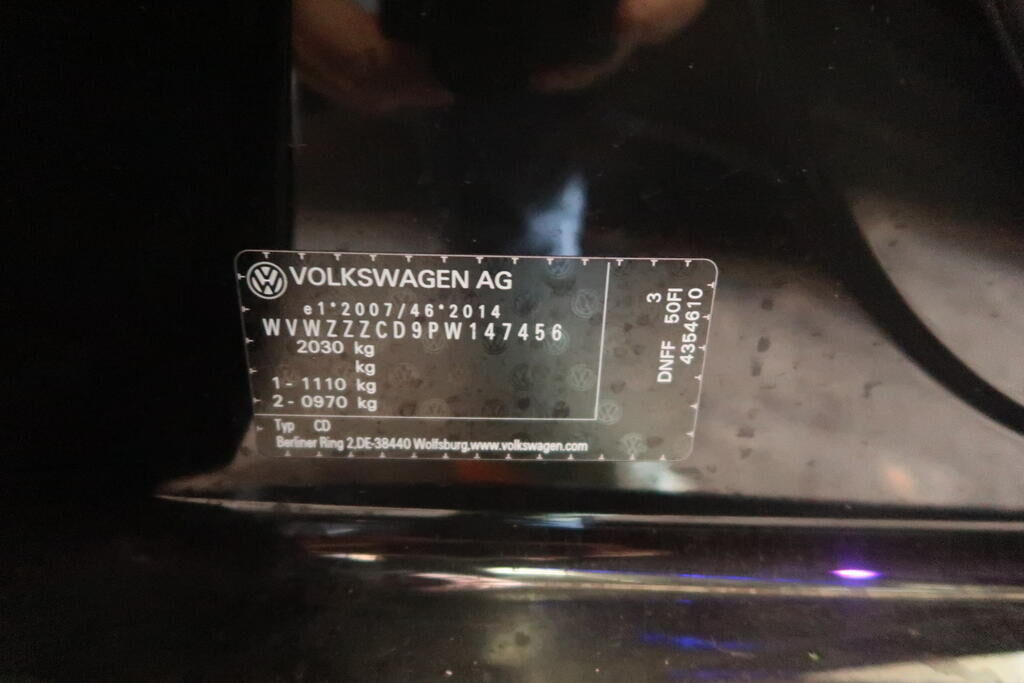 VOLKSWAGEN AG
e1*2007/46*2014
WVWZZZCD9PW147456
2030 kg
kg
1 - 1110 kg
2 - 0970 kg
Typ CD
Berliner Ring 2,DE-38440 Wolfsburg,www.volkswagen.com
3
DNFF 50FI
4354610